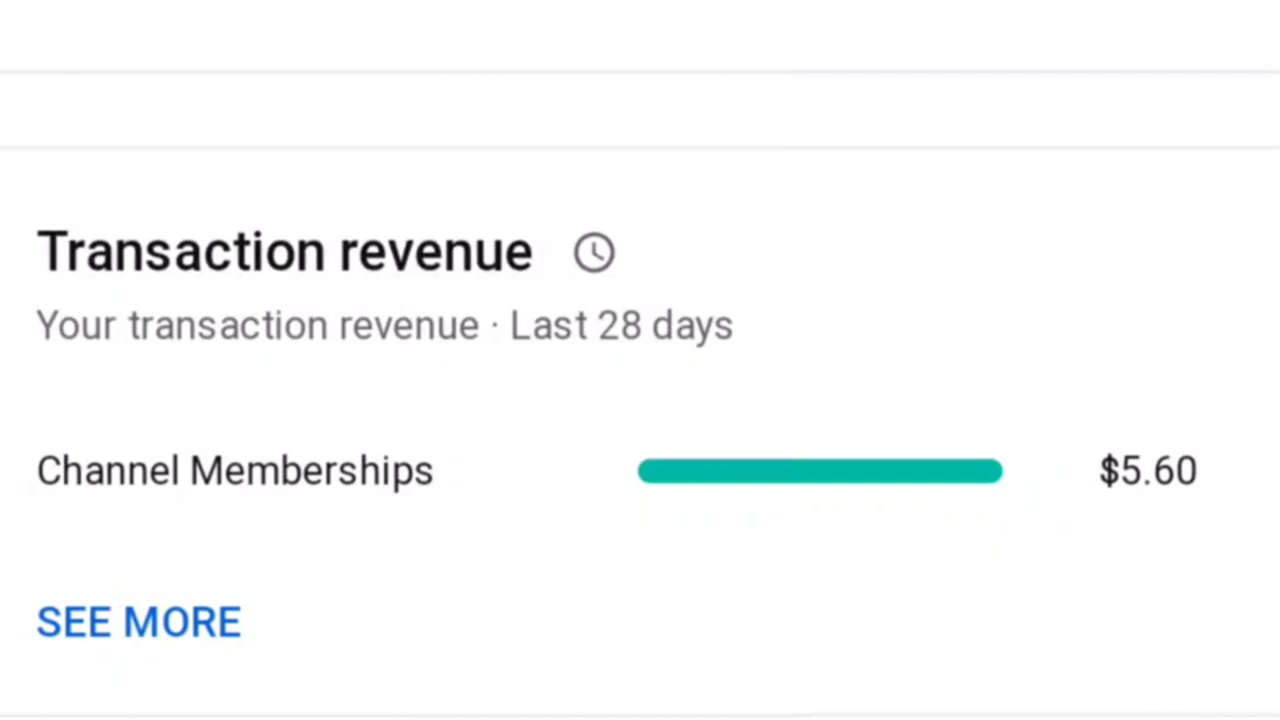 Transaction revenue
Your transaction revenue · Last 28 days
Channel Memberships $5.60
SEE MORE